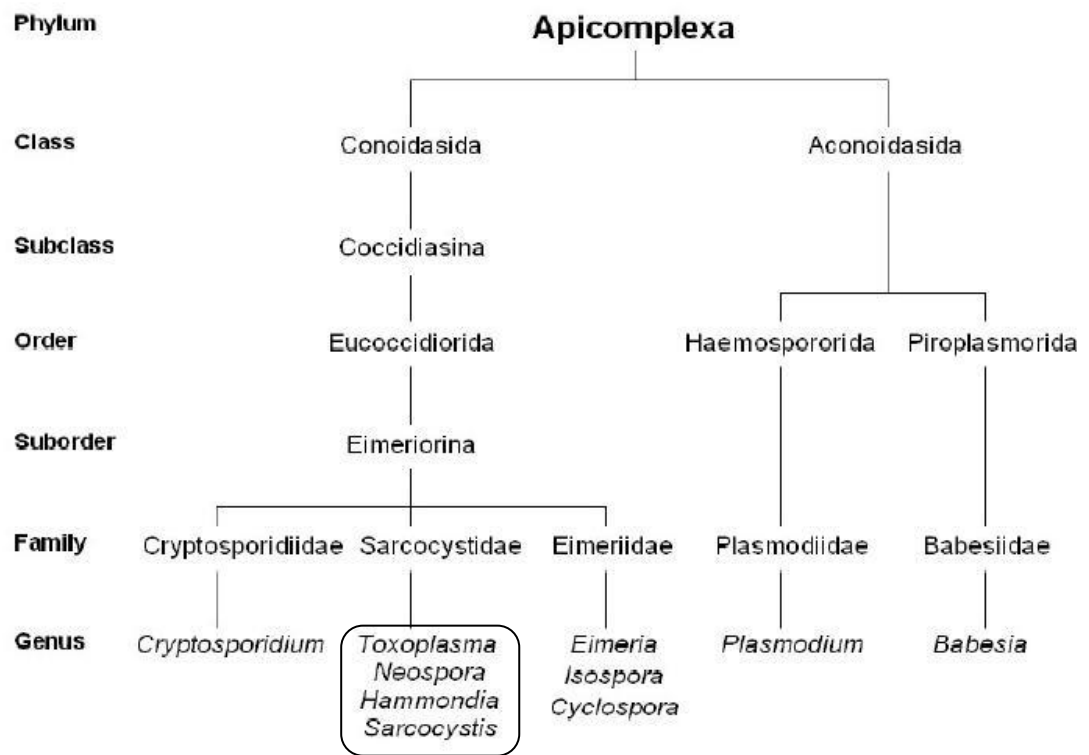 Phylum Apicomplexa
Class Conoidasida Aconoidasida
Subclass Coccidiasina
Order Eucoccidiorida Haemospororida Piroplasmorida
Suborder Eimeriorina
Family Cryptosporidiidae Sarcocystidae Eimeriidae Plasmodiidae Babesiidae
Genus Cryptosporidium Toxoplasma Eimeria Plasmodium Babesia
Neospora Isospora
Hammondia Cyclospora
Sarcocystis